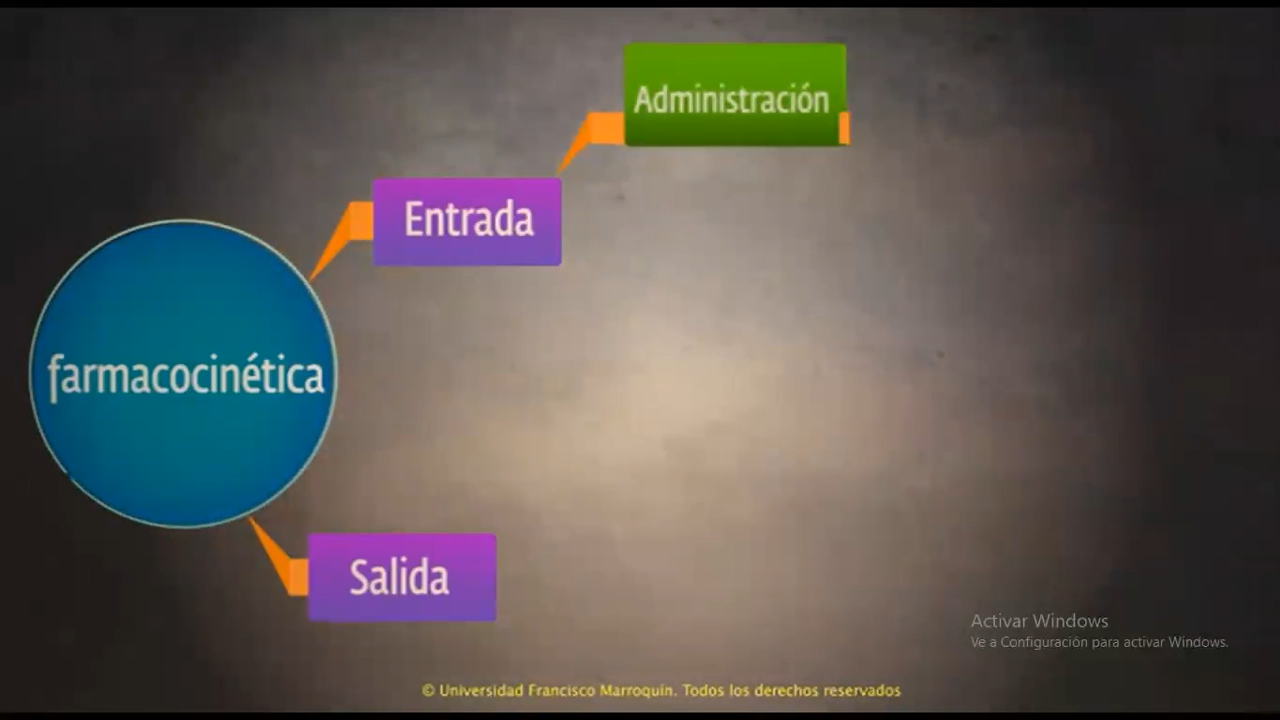 Administración
Entrada
farmacocinética
Salida
Activar Windows
Ve a Configuración para activar Windows.
© Universidad Francisco Marroquín. Todos los derechos reservados